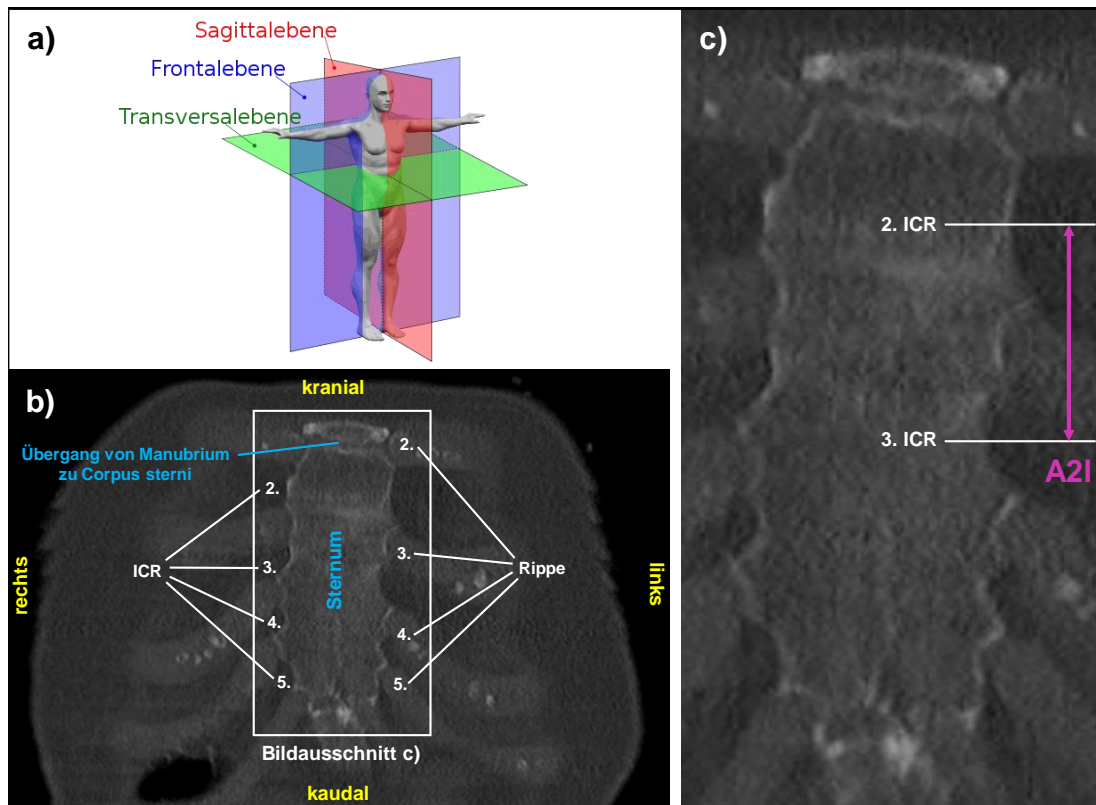 a)
Sagittalebene
Frontalebene
Transversalebene
b)
kranial
Übergang von Manubrium
zu Corpus sterni
2.
2.
3.
3.
ICR
Sternum
Rippe
rechts
links
4.
4.
5.
5.
Bildausschnitt c)
kaudal
c)
2. ICR
3. ICR
A2I